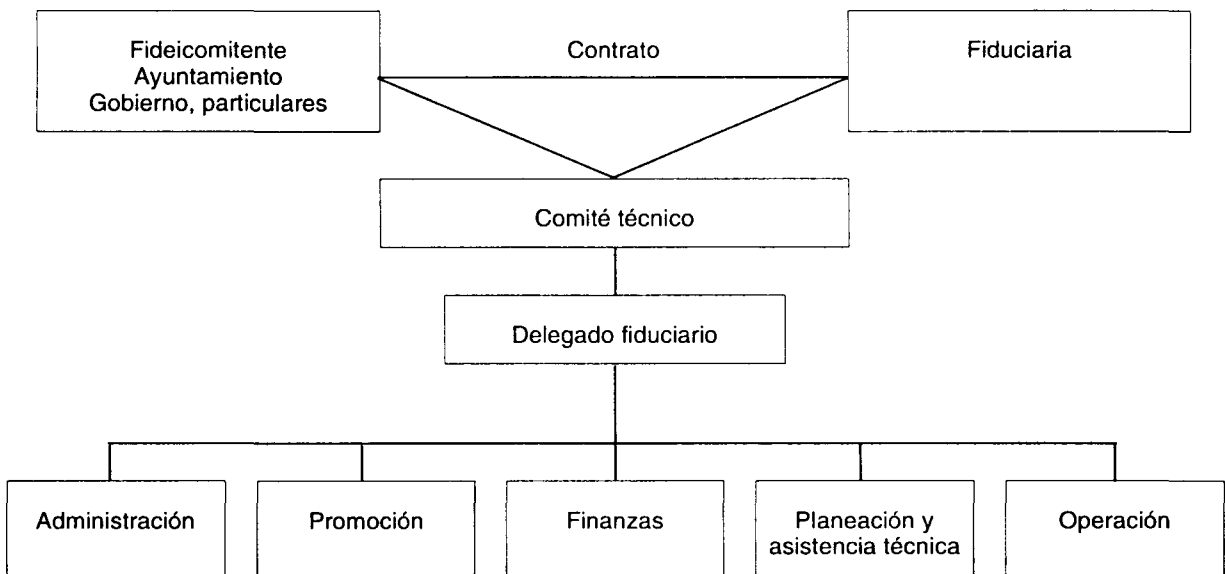 Fideicomitente
Ayuntamiento
Gobierno, particulares
Contrato
Fiduciaria
Comité técnico
Delegado fiduciario
Administración
Promoción
Finanzas
Planeación y
asistencia técnica
Operación